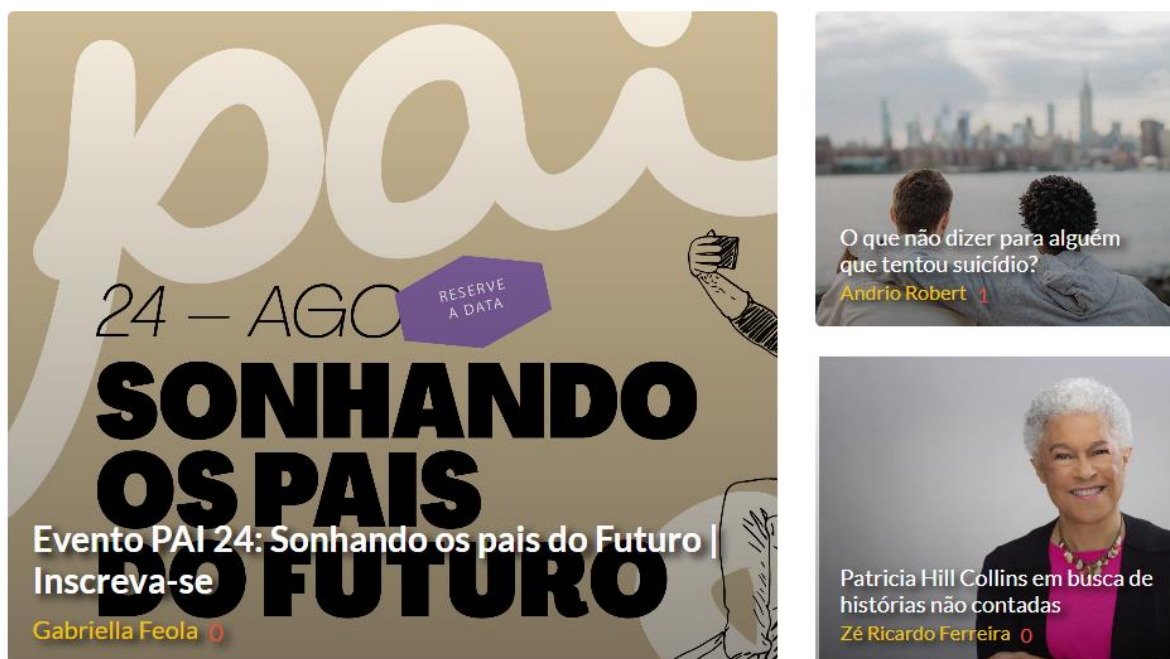 pai
24 — AGO
RESERVE
A DATA
SONHANDO
OS PAIS
DO FUTURO
Evento PAI 24: Sonhando os pais do Futuro |
Inscreva-se
Gabriella Feola 0
O que não dizer para alguém
que tentou suicídio?
Andrio Robert 1
Patricia Hill Collins em busca de
histórias não contadas
Zé Ricardo Ferreira 0